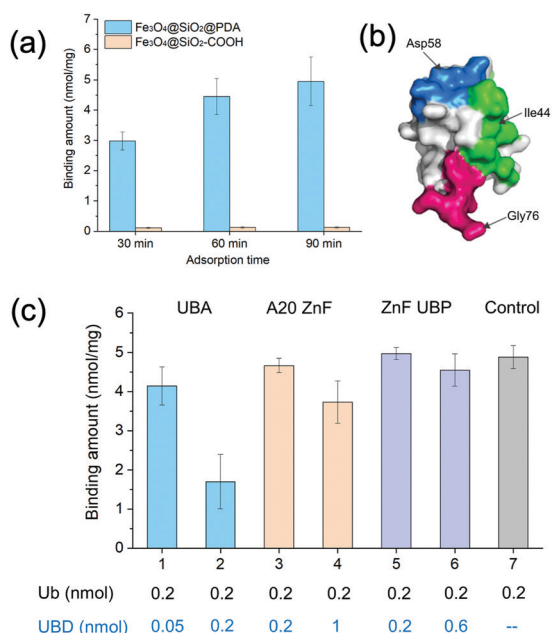 (a)
Fe₃O₄@SiO₂@PDA
Fe₃O₄@SiO₂-COOH
Binding amount (nmol/mg)
7
6
5
4
3
2
1
0
30 min 60 min 90 min
Adsorption time
(b)
Asp58
Ile44
Gly76
(c)
UBA A20 ZnF ZnF UBP Control
Binding amount (nmol/mg)
6
5
4
3
2
1
0
1 2 3 4 5 6 7
Ub (nmol) 0.2 0.2 0.2 0.2 0.2 0.2 0.2
UBD (nmol) 0.05 0.2 0.2 1 0.2 0.6 --